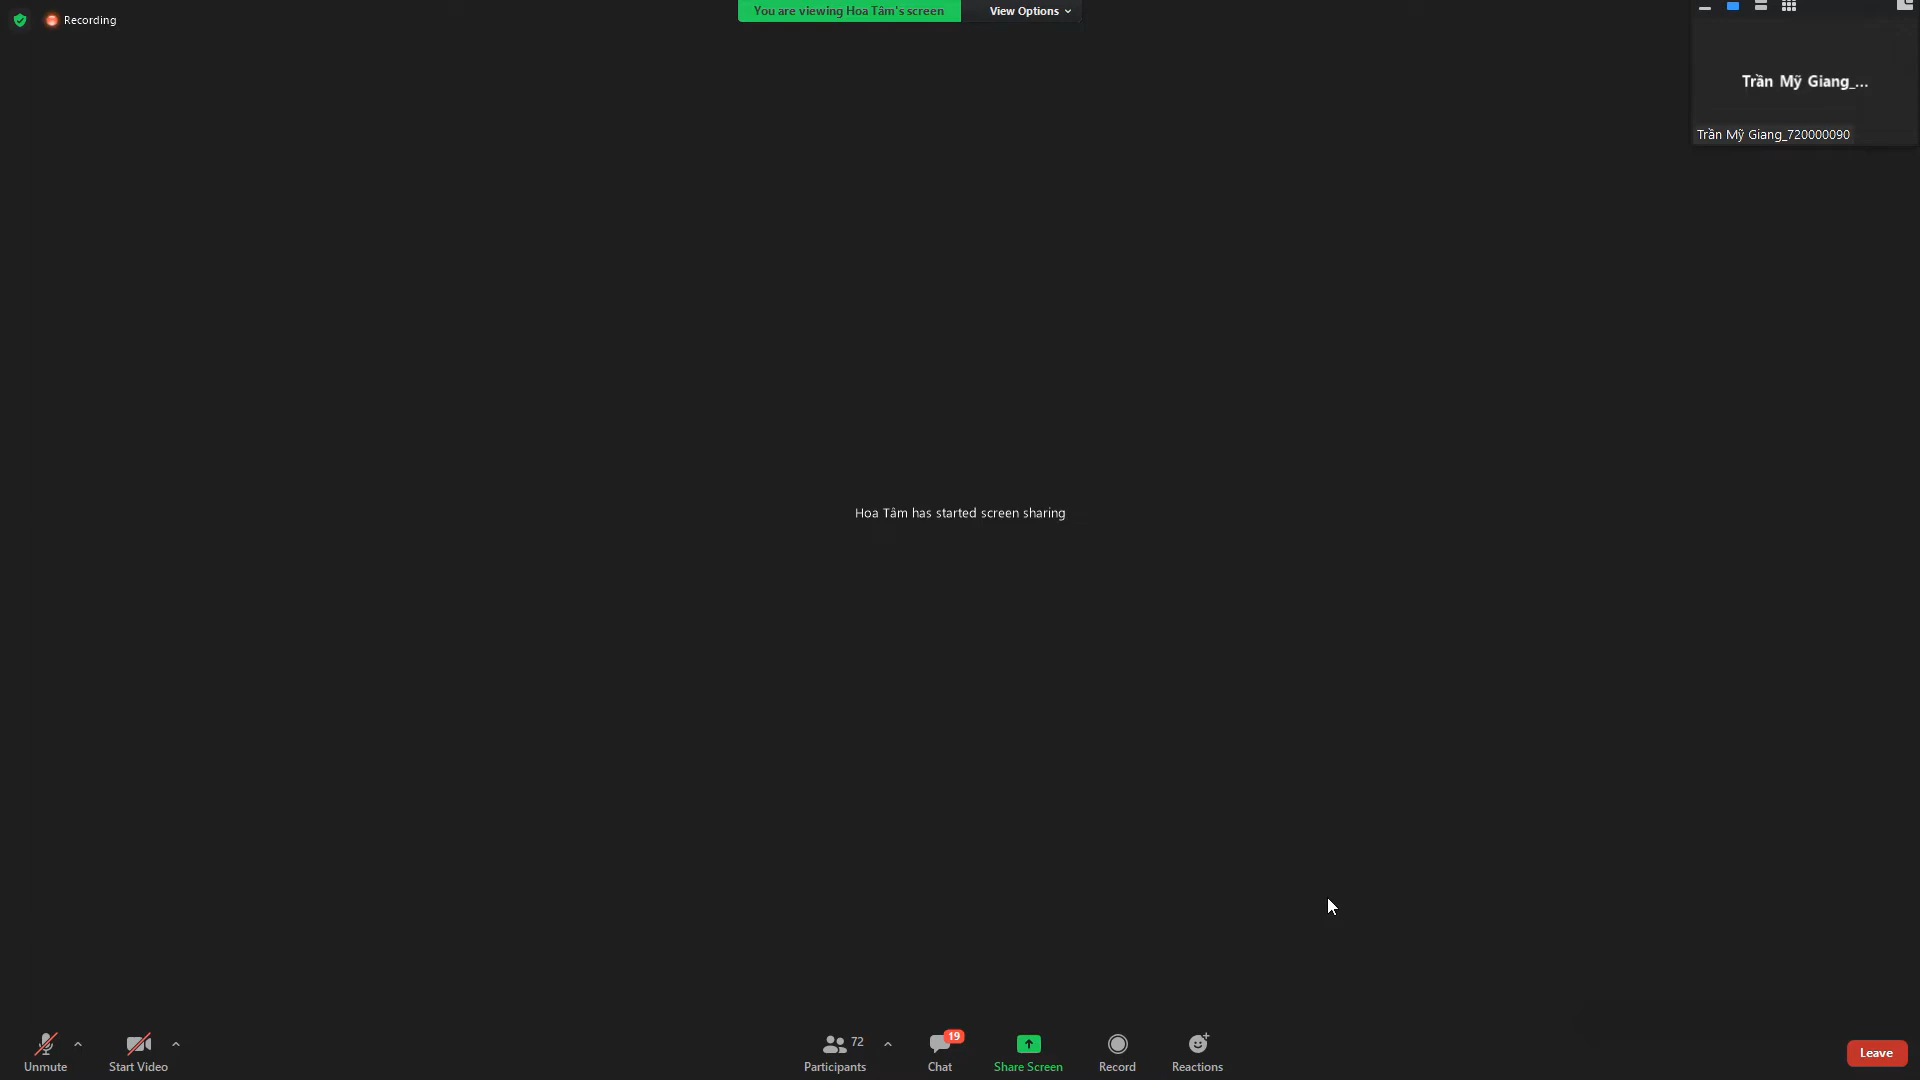 Recording
You are viewing Hoa Tâm's screen
View Options
Trần Mỹ Giang_...
Trần Mỹ Giang_720000090
Hoa Tâm has started screen sharing
Unmute
Start Video
72
Participants
19
Chat
Share Screen
Record
Reactions
Leave